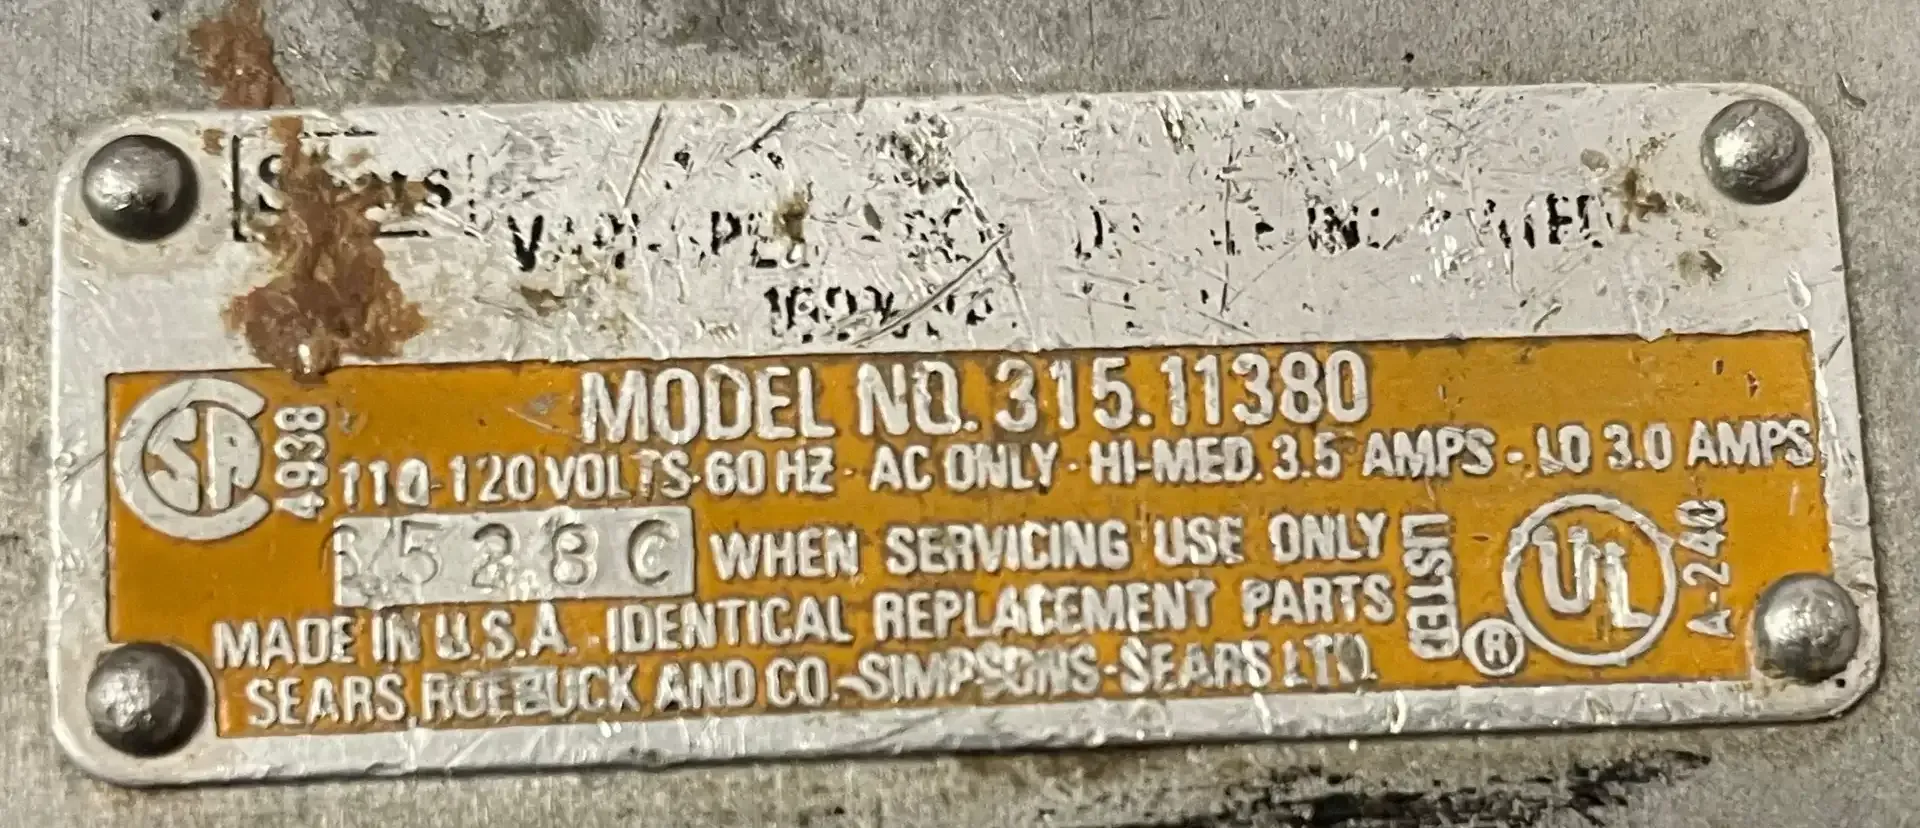 Sears
MODEL NO. 315.11380
4938
110-120 VOLTS-60 HZ - AC ONLY - HI-MED. 3.5 AMPS - LO 3.0 AMPS
WHEN SERVICING USE ONLY
MADE IN U.S.A. IDENTICAL REPLACEMENT PARTS
SEARS, ROEBUCK AND CO.-SIMPSONS-SEARS LTD.
LISTED
UL
®
A-240